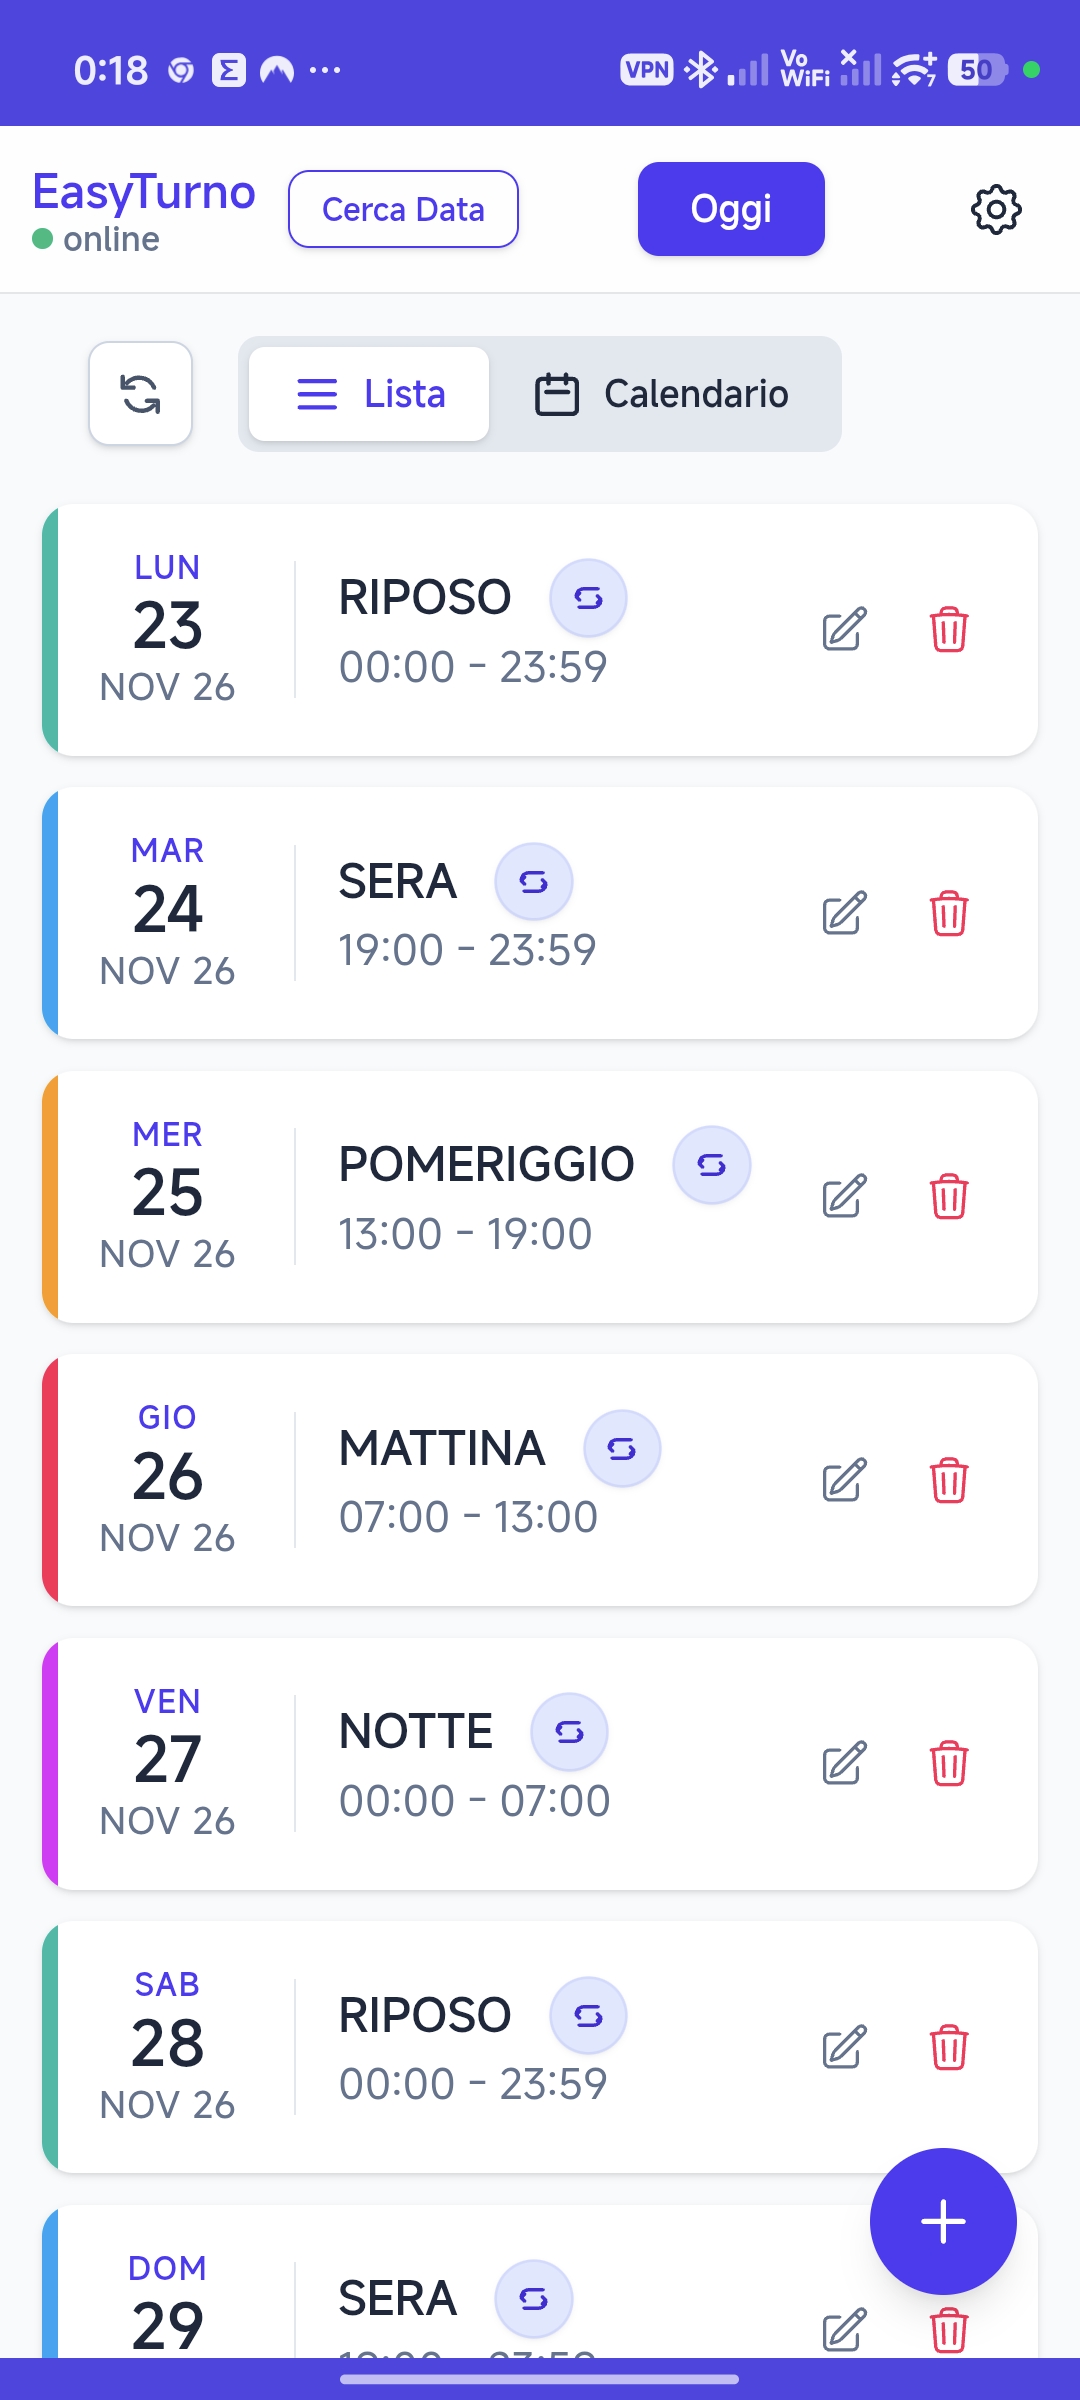 0:18
VPN
Vo
WiFi
7
50
EasyTurno
online
Cerca Data
Oggi
Lista
Calendario
LUN
23
NOV 26
RIPOSO
00:00 - 23:59
MAR
24
NOV 26
SERA
19:00 - 23:59
MER
25
NOV 26
POMERIGGIO
13:00 - 19:00
GIO
26
NOV 26
MATTINA
07:00 - 13:00
VEN
27
NOV 26
NOTTE
00:00 - 07:00
SAB
28
NOV 26
RIPOSO
00:00 - 23:59
DOM
29
SERA